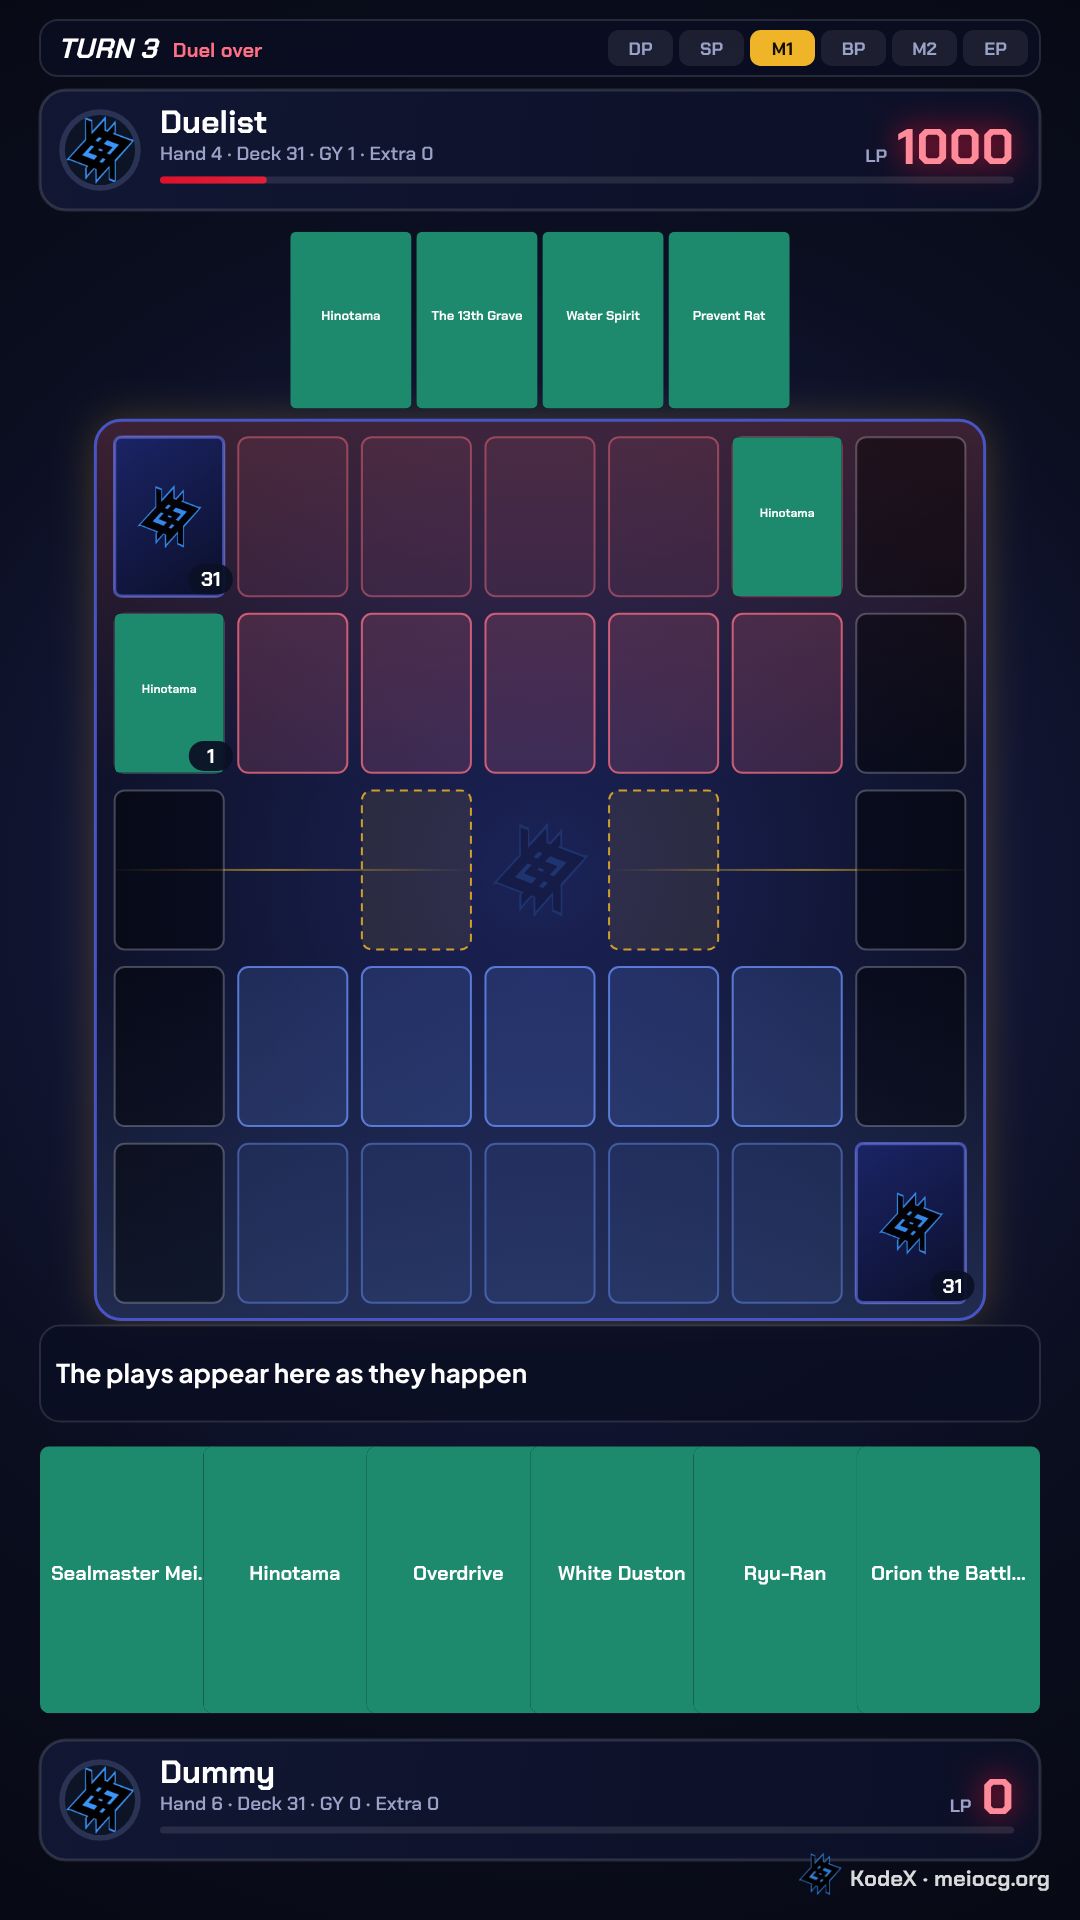 TURN 3 Duel over DP SP M1 BP M2 EP
Duelist
Hand 4 · Deck 31 · GY 1 · Extra 0
LP 1000
Hinotama The 13th Grave Water Spirit Prevent Rat
Hinotama
31
Hinotama
1
31
The plays appear here as they happen
Sealmaster Mei. Hinotama Overdrive White Duston Ryu-Ran Orion the Battl...
Dummy
Hand 6 · Deck 31 · GY 0 · Extra 0
LP 0
KodeX · meiocg.org